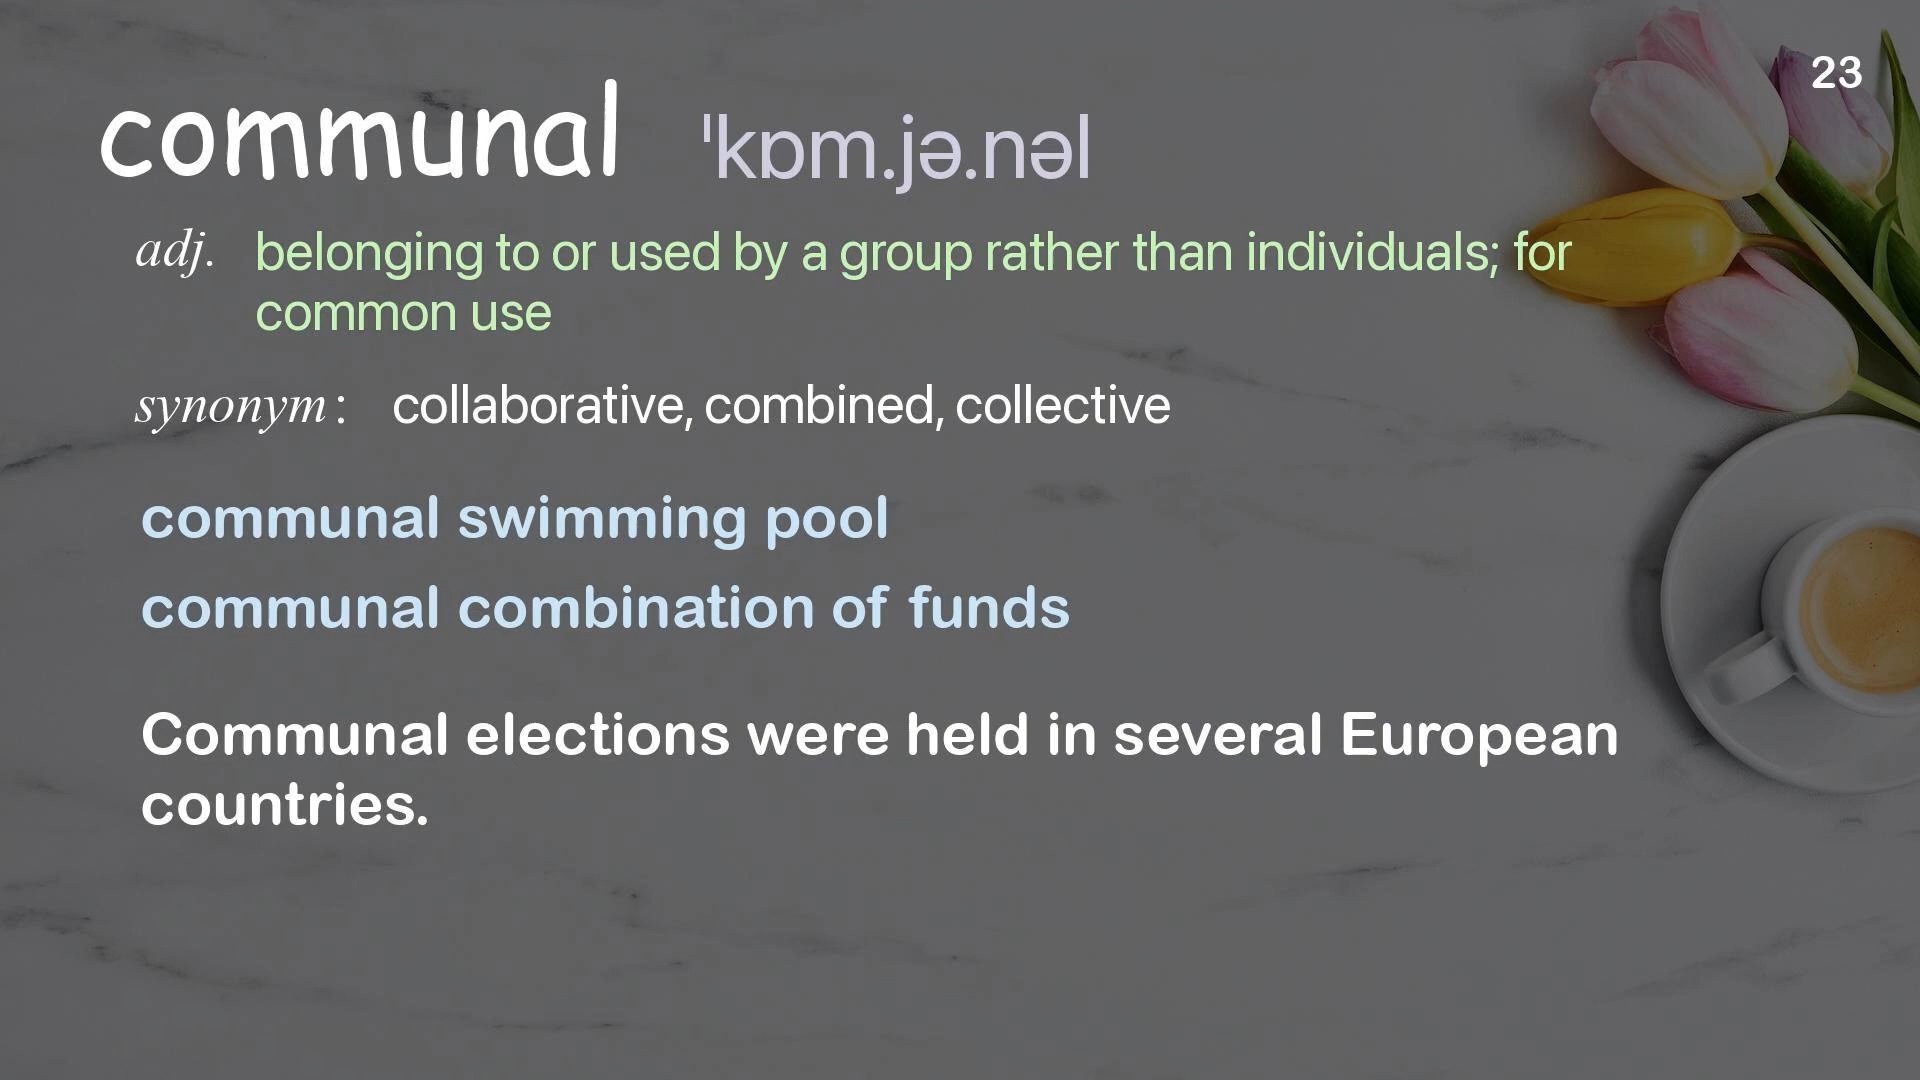 23
communal ˈkɒm.jə.nəl
adj. belonging to or used by a group rather than individuals; for
common use
synonym: collaborative, combined, collective
communal swimming pool
communal combination of funds
Communal elections were held in several European
countries.